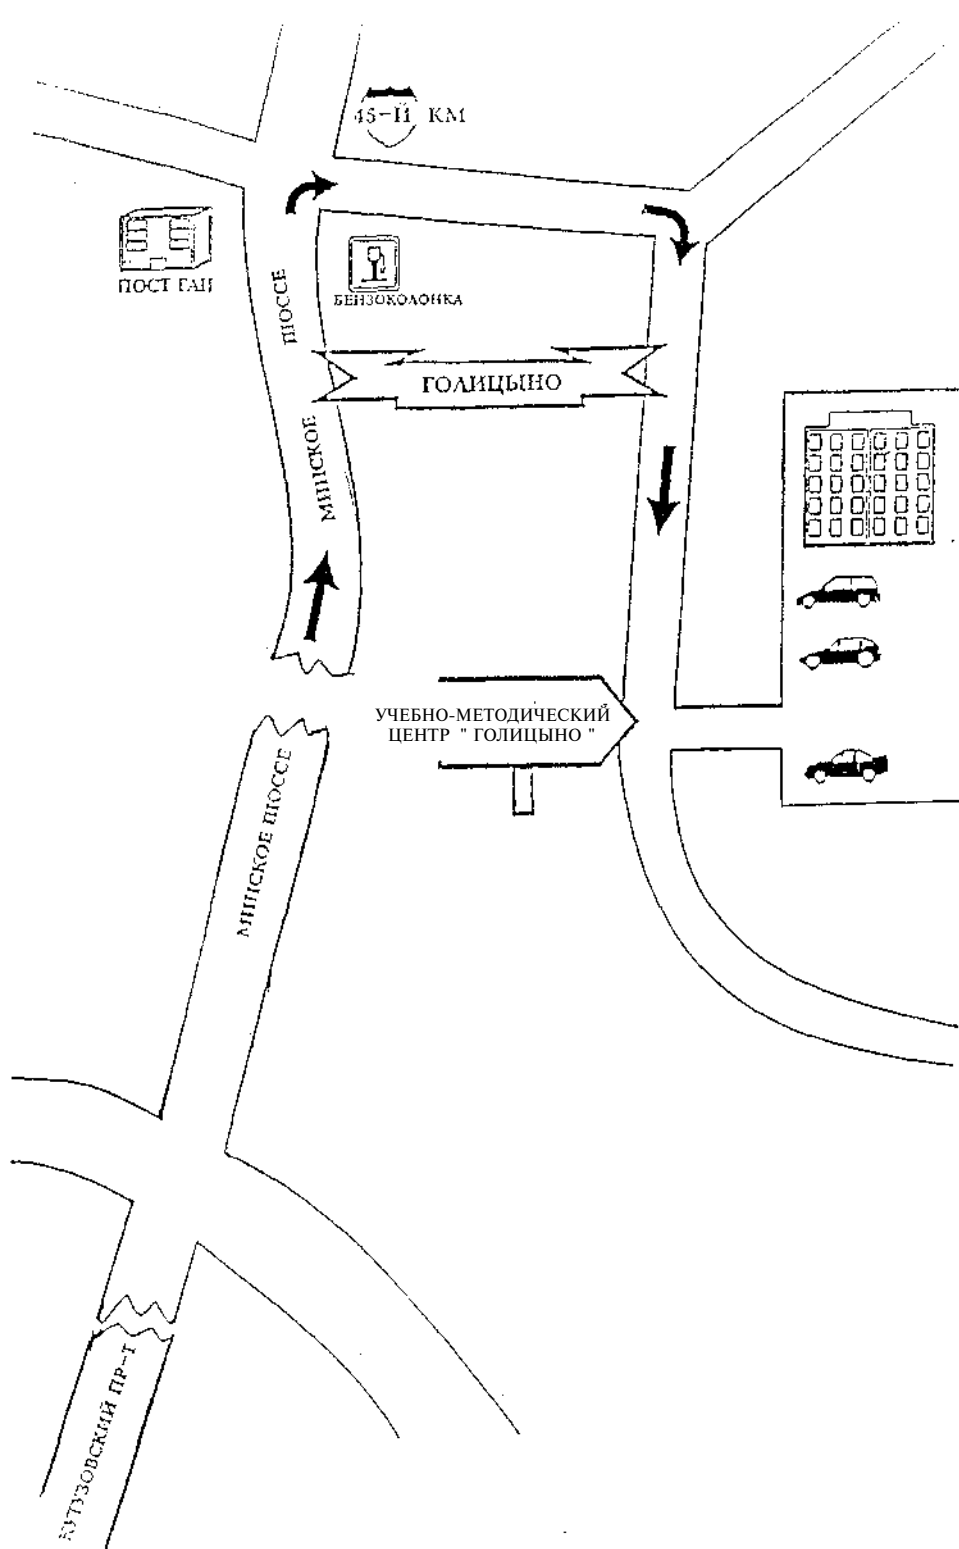 45-Й КМ
ПОСТ ГАИ
БЕНЗОКОЛОНКА
МИНСКОЕ ШОССЕ
ГОЛИЦЫНО
УЧЕБНО-МЕТОДИЧЕСКИЙ
ЦЕНТР " ГОЛИЦЫНО "
МИНСКОЕ ШОССЕ
КУТУЗОВСКИЙ ПР-Т